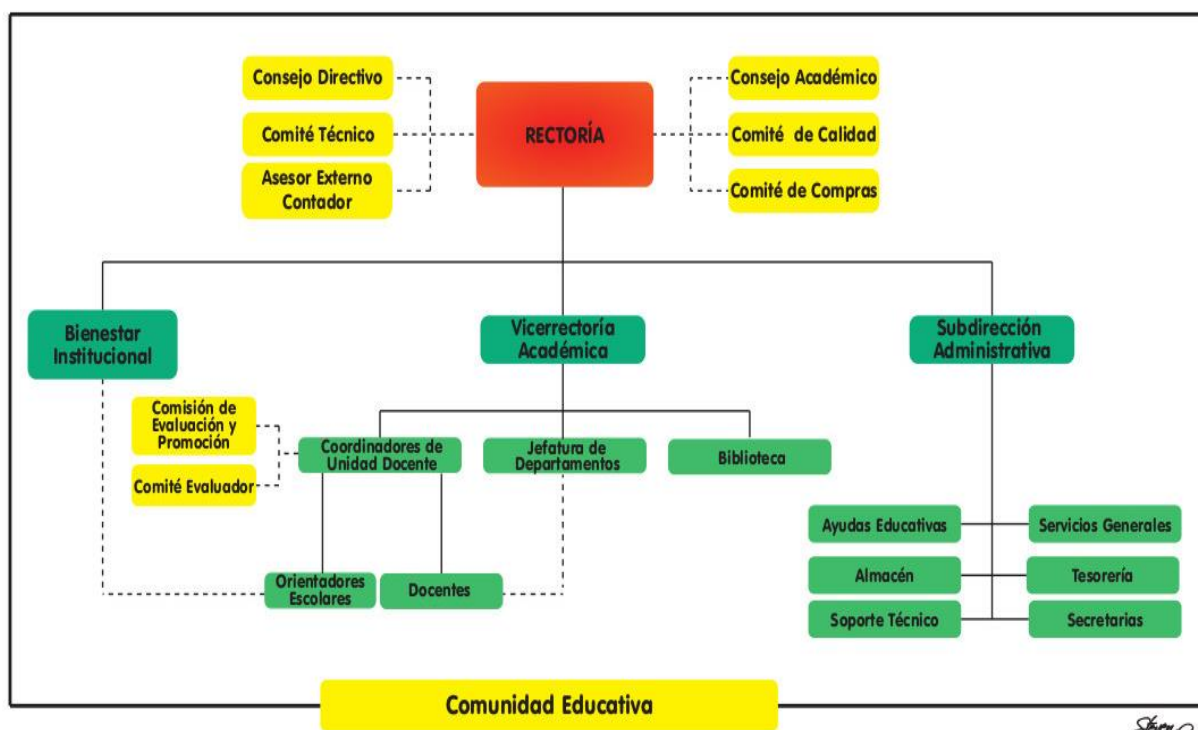 Consejo Directivo
Comité Técnico
Asesor Externo
Contador
RECTORÍA
Consejo Académico
Comité de Calidad
Comité de Compras
Bienestar
Institucional
Vicerrectoría
Académica
Subdirección
Administrativa
Comisión de
Evaluación y
Promoción
Comité Evaluador
Coordinadores de
Unidad Docente
Jefatura de
Departamentos
Biblioteca
Orientadores
Escolares
Docentes
Ayudas Educativas
Servicios Generales
Almacén
Tesorería
Soporte Técnico
Secretarias
Comunidad Educativa